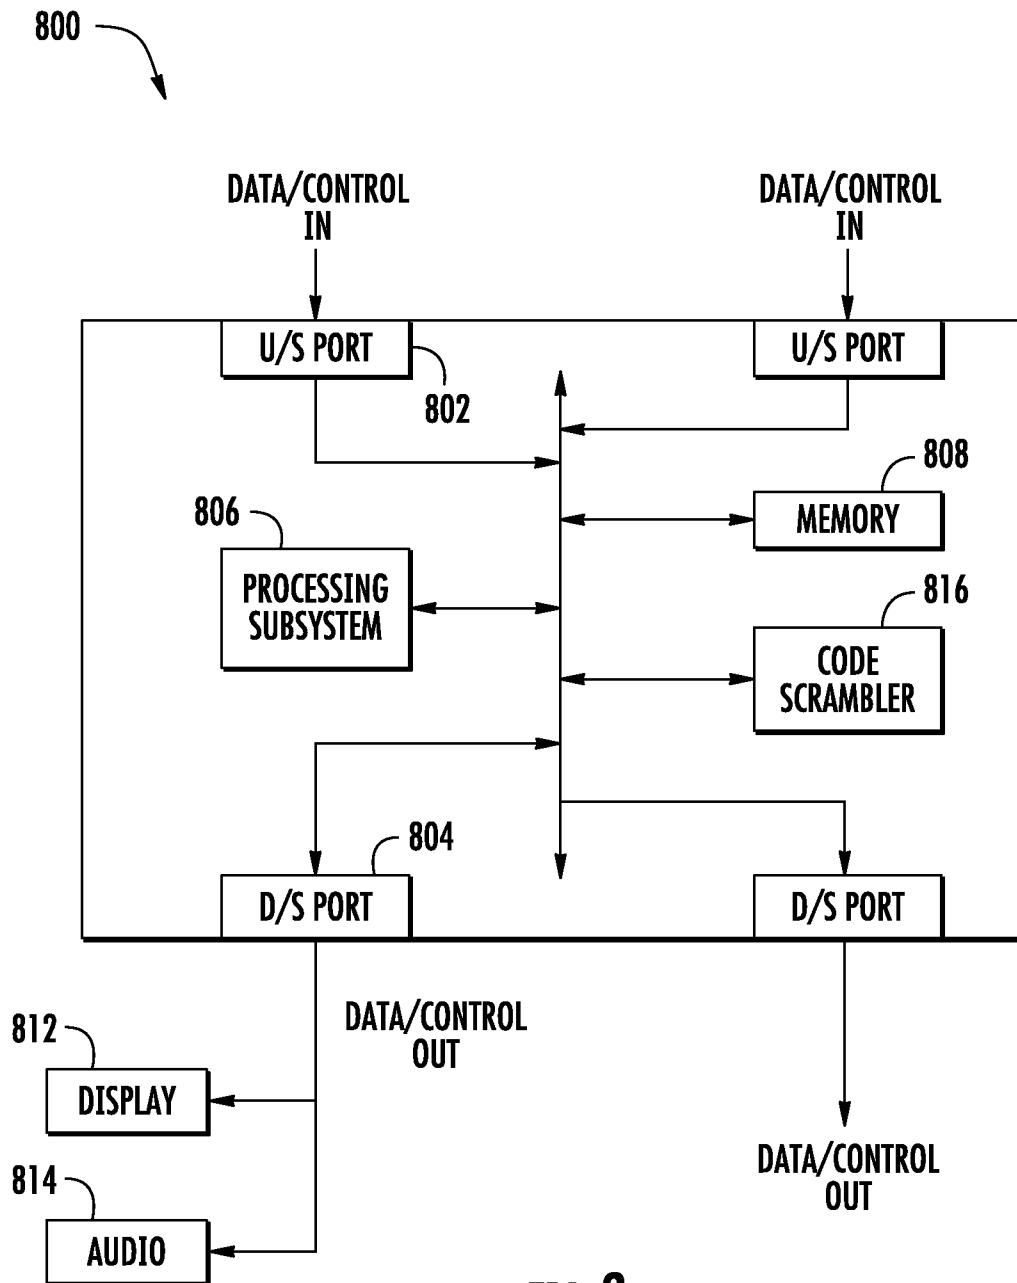 800
DATA/CONTROL
IN
DATA/CONTROL
IN
U/S PORT
U/S PORT
802
808
MEMORY
806
PROCESSING
SUBSYSTEM
816
CODE
SCRAMBLER
804
D/S PORT
D/S PORT
DATA/CONTROL
OUT
812
DISPLAY
DATA/CONTROL
OUT
814
AUDIO